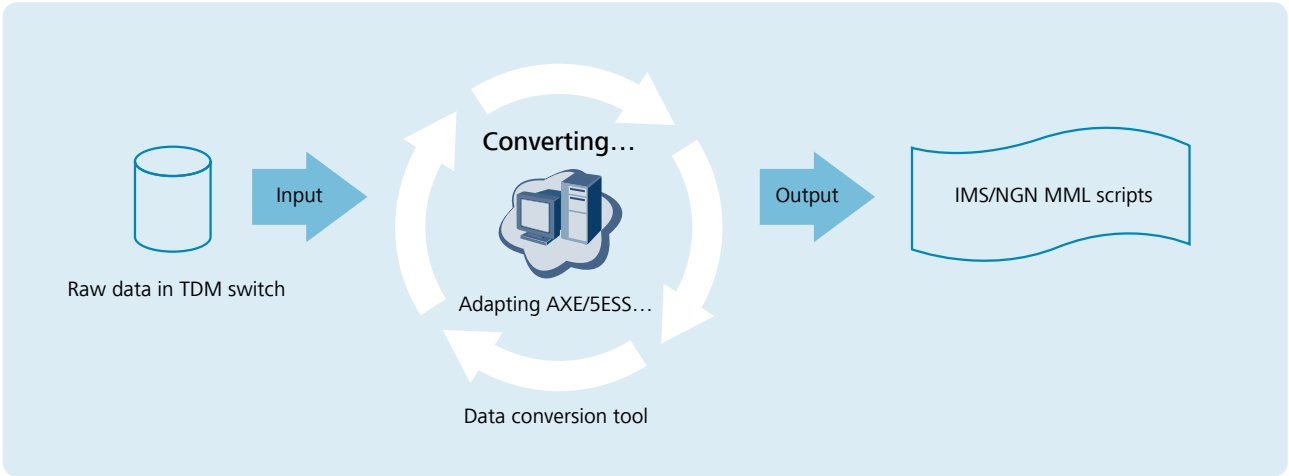 Raw data in TDM switch
Input
Converting…
Adapting AXE/5ESS…
Data conversion tool
Output
IMS/NGN MML scripts